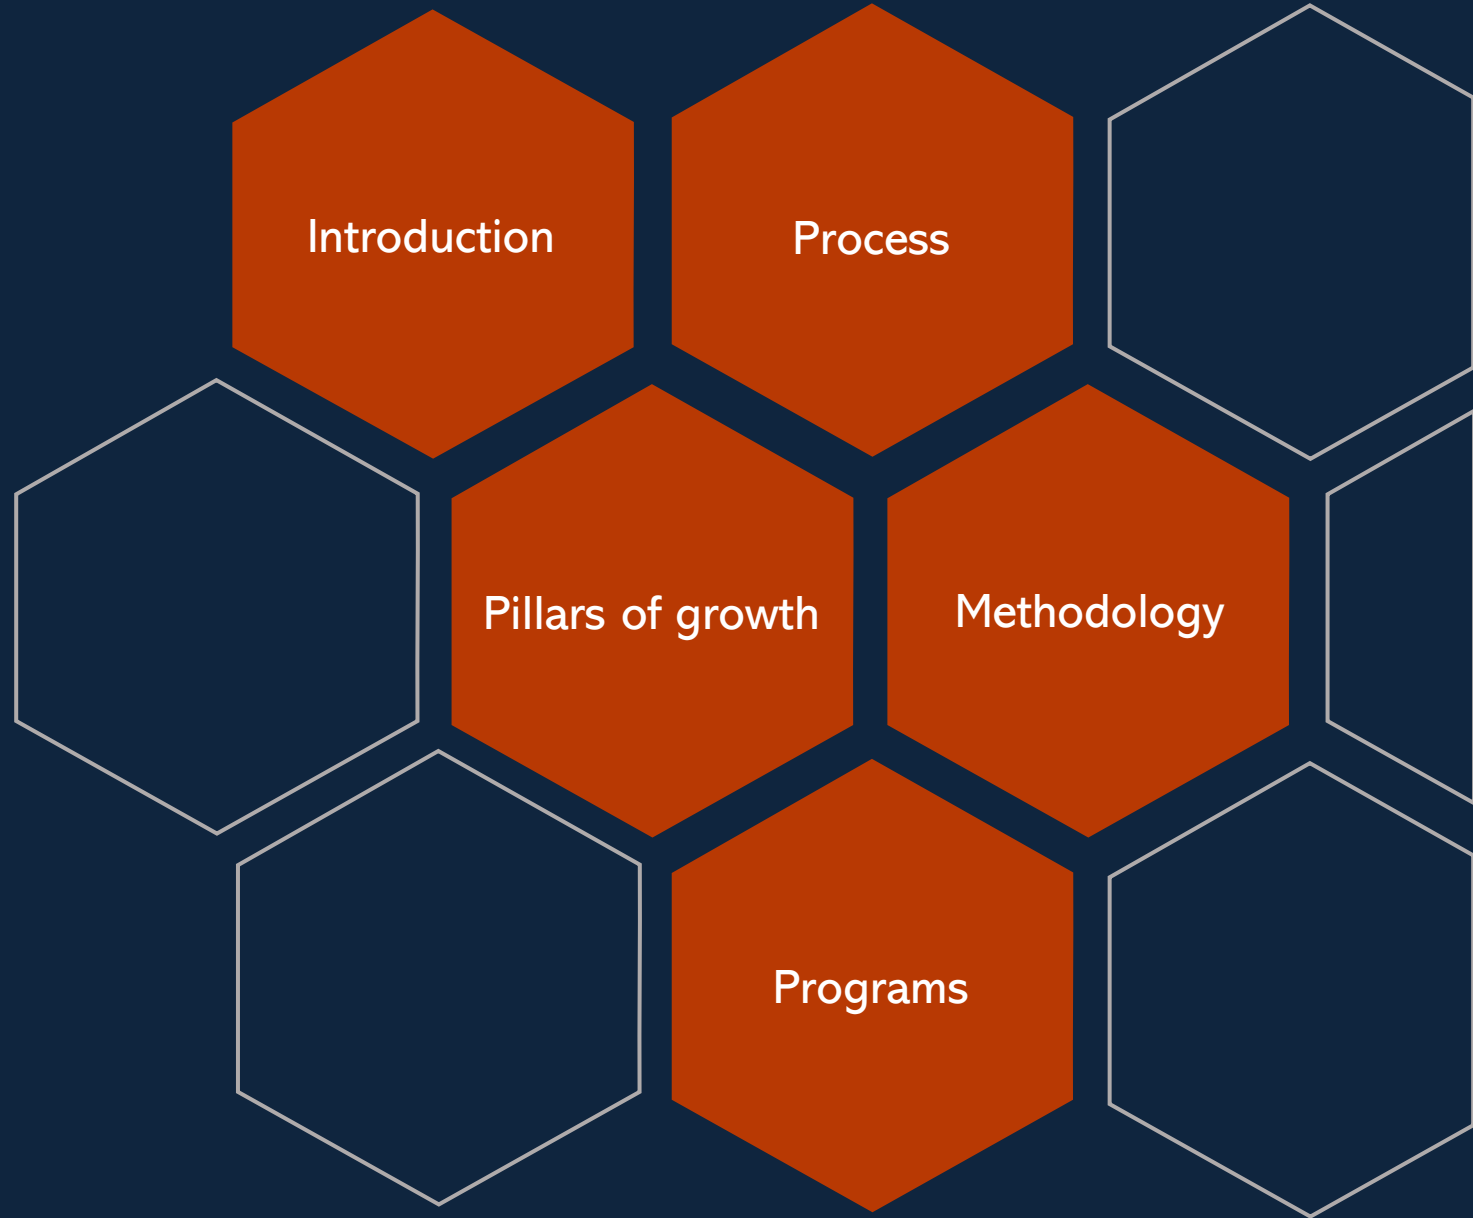 Introduction
Process
Pillars of growth
Methodology
Programs